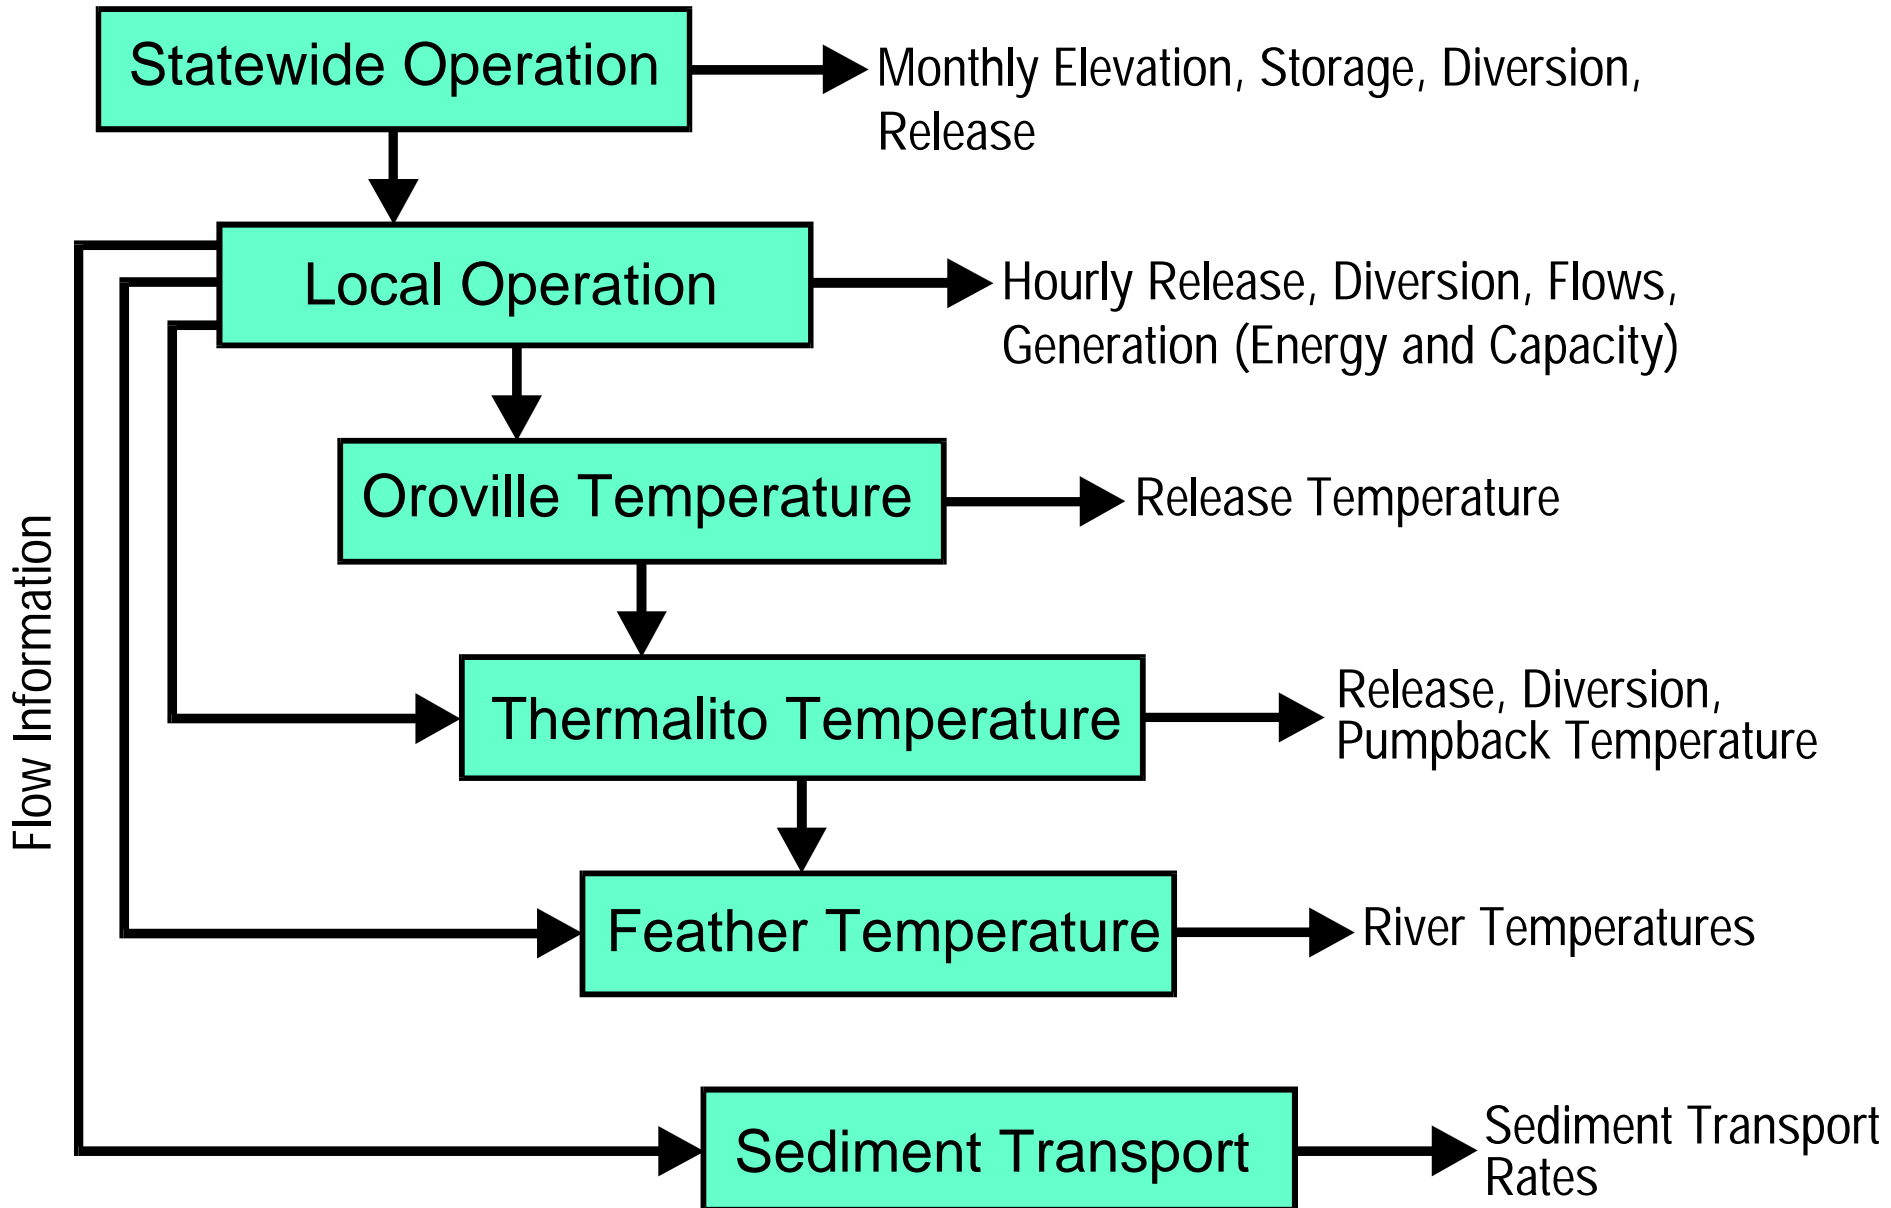 Statewide Operation
Monthly Elevation, Storage, Diversion,
Release
Local Operation
Hourly Release, Diversion, Flows,
Generation (Energy and Capacity)
Oroville Temperature
Release Temperature
Flow Information
Thermalito Temperature
Release, Diversion,
Pumpback Temperature
Feather Temperature
River Temperatures
Sediment Transport
Sediment Transport
Rates